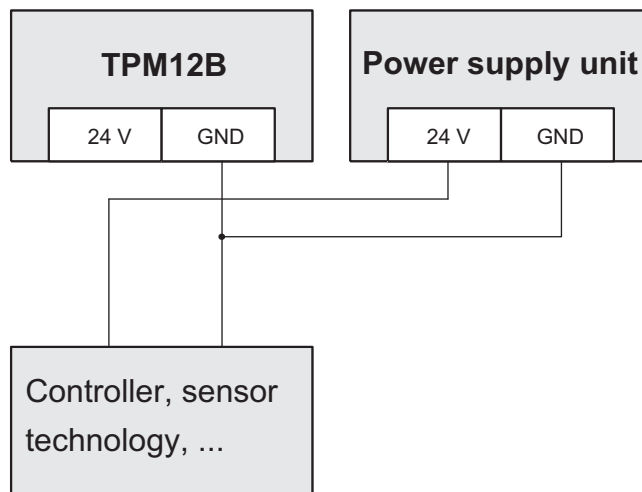 TPM12B
Power supply unit
24 V
GND
24 V
GND
Controller, sensor
technology, ...